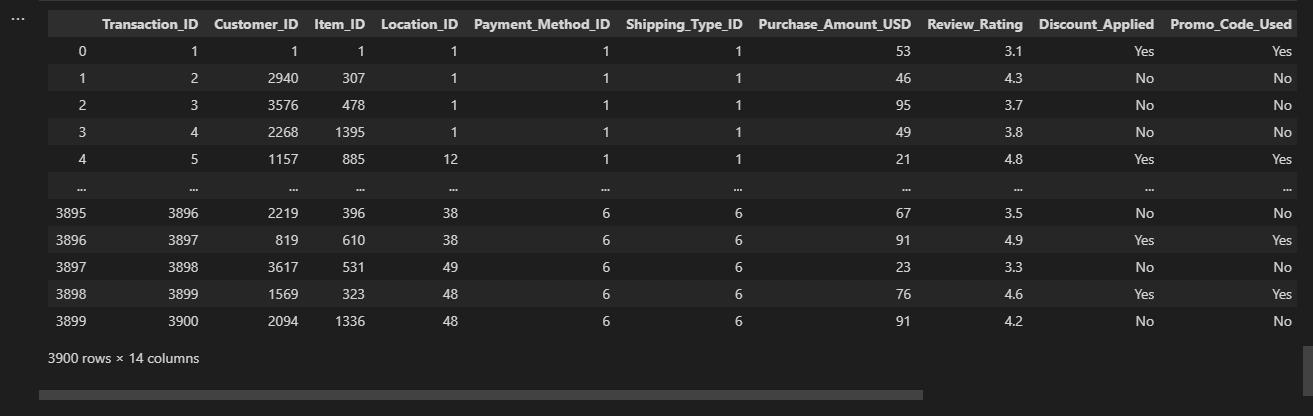 ...
Transaction_ID Customer_ID Item_ID Location_ID Payment_Method_ID Shipping_Type_ID Purchase_Amount_USD Review_Rating Discount_Applied Promo_Code_Used
0 1 1 1 1 1 1 53 3.1 Yes Yes
1 2 2940 307 1 1 1 46 4.3 No No
2 3 3576 478 1 1 1 95 3.7 No No
3 4 2268 1395 1 1 1 49 3.8 No No
4 5 1157 885 12 1 1 21 4.8 Yes Yes
... ... ... ... ... ... ... ... ... ... ...
3895 3896 2219 396 38 6 6 67 3.5 No No
3896 3897 819 610 38 6 6 91 4.9 Yes Yes
3897 3898 3617 531 49 6 6 23 3.3 No No
3898 3899 1569 323 48 6 6 76 4.6 Yes Yes
3899 3900 2094 1336 48 6 6 91 4.2 No No
3900 rows × 14 columns